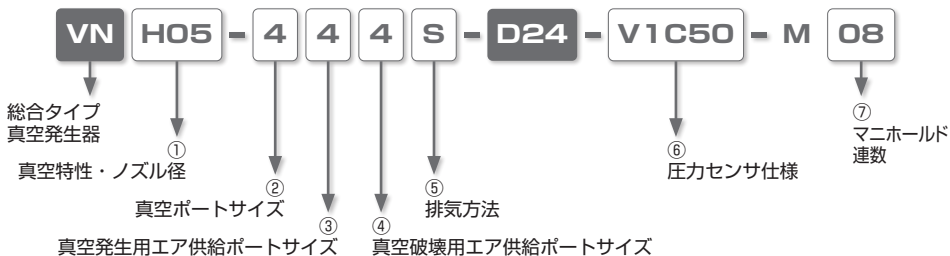 VN H05-4 4 4 S-D24-V1C50-M 08
総合タイプ
真空発生器
①
真空特性・ノズル径
②
真空ポートサイズ
③
真空発生用エア供給ポートサイズ
④
真空破壊用エア供給ポートサイズ
⑤
排気方法
⑥
圧力センサ仕様
⑦
マニホールド
連数